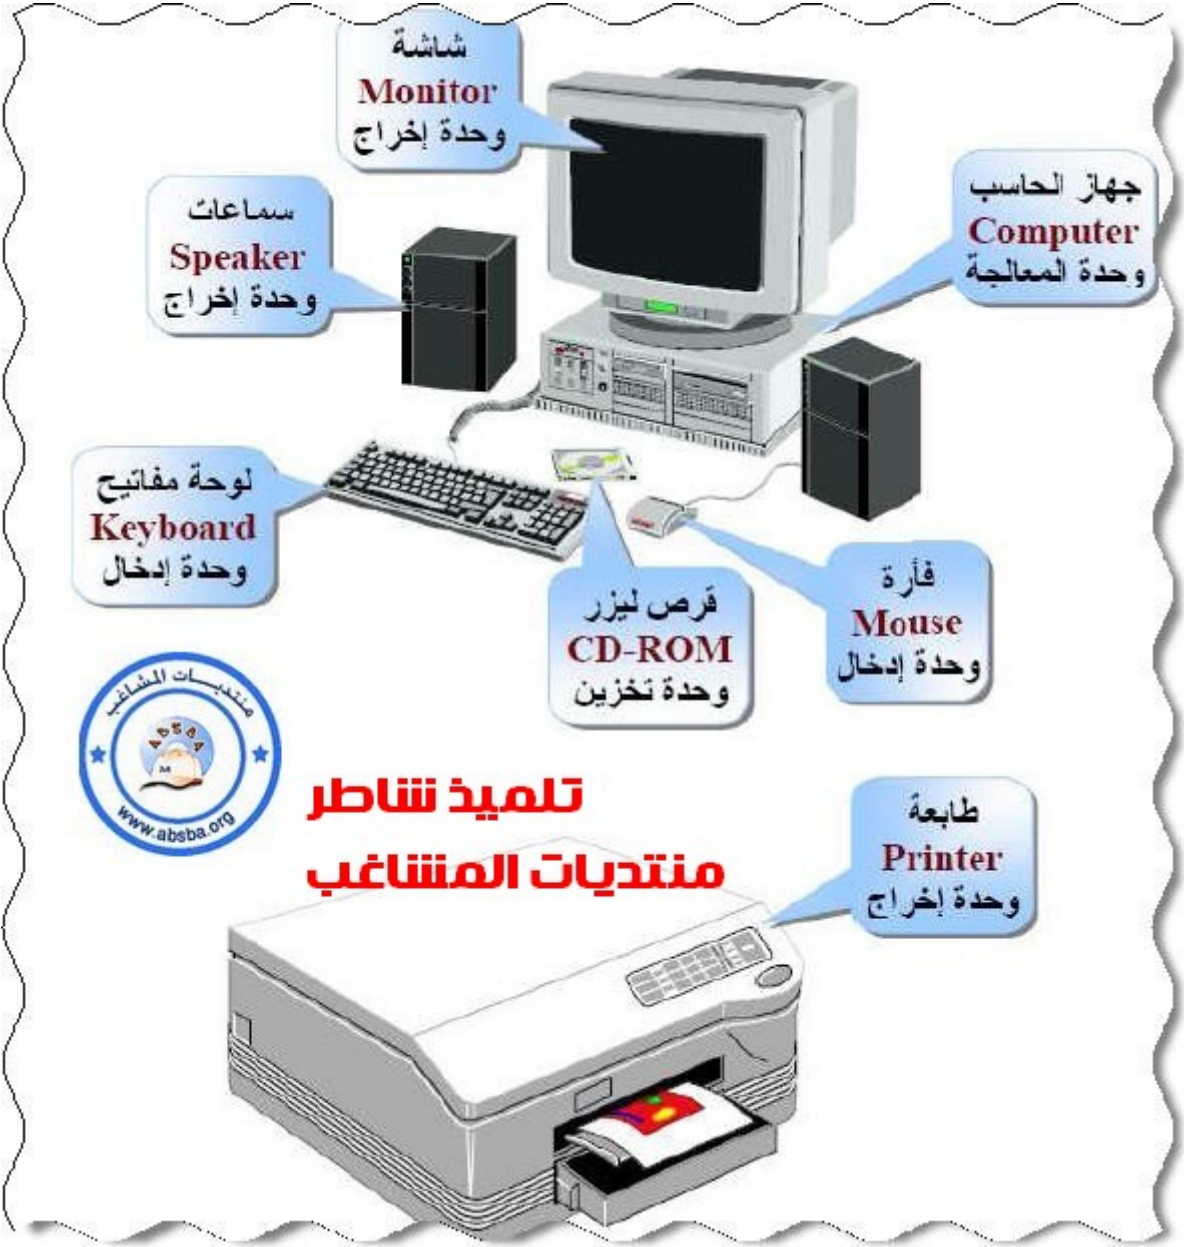 شاشة
Monitor
وحدة إخراج
جهاز الحاسب
Computer
وحدة المعالجة
سماعات
Speaker
وحدة إخراج
لوحة مفاتيح
Keyboard
وحدة إدخال
قرص ليزر
CD-ROM
وحدة تخزين
فأرة
Mouse
وحدة إدخال
منتديات المشاغب
ABSBA
www.absba.org
تلميذ شاطر
منتديات المشاغب
طابعة
Printer
وحدة إخراج